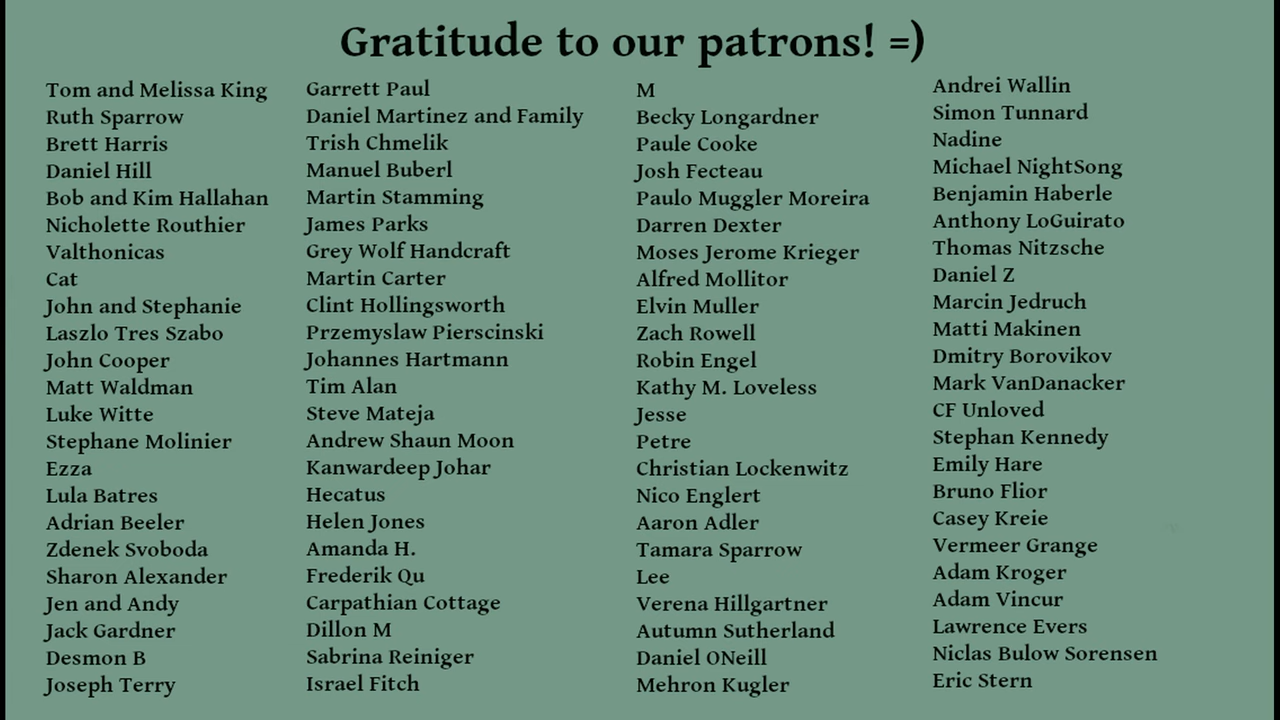 Gratitude to our patrons! =)
Tom and Melissa King
Ruth Sparrow
Brett Harris
Daniel Hill
Bob and Kim Hallahan
Nicholette Routhier
Valthonicas
Cat
John and Stephanie
Laszlo Tres Szabo
John Cooper
Matt Waldman
Luke Witte
Stephane Molinier
Ezza
Lula Batres
Adrian Beeler
Zdenek Svoboda
Sharon Alexander
Jen and Andy
Jack Gardner
Desmon B
Joseph Terry
Garrett Paul
Daniel Martinez and Family
Trish Chmelik
Manuel Buberl
Martin Stamming
James Parks
Grey Wolf Handcraft
Martin Carter
Clint Hollingsworth
Przemyslaw Pierscinski
Johannes Hartmann
Tim Alan
Steve Mateja
Andrew Shaun Moon
Kanwardeep Johar
Hecatus
Helen Jones
Amanda H.
Frederik Qu
Carpathian Cottage
Dillon M
Sabrina Reiniger
Israel Fitch
M
Becky Longardner
Paule Cooke
Josh Fecteau
Paulo Muggler Moreira
Darren Dexter
Moses Jerome Krieger
Alfred Mollitor
Elvin Muller
Zach Rowell
Robin Engel
Kathy M. Loveless
Jesse
Petre
Christian Lockenwitz
Nico Englert
Aaron Adler
Tamara Sparrow
Lee
Verena Hillgartner
Autumn Sutherland
Daniel ONeill
Mehron Kugler
Andrei Wallin
Simon Tunnard
Nadine
Michael NightSong
Benjamin Haberle
Anthony LoGuirato
Thomas Nitzsche
Daniel Z
Marcin Jedruch
Matti Makinen
Dmitry Borovikov
Mark VanDanacker
CF Unloved
Stephan Kennedy
Emily Hare
Bruno Flior
Casey Kreie
Vermeer Grange
Adam Kroger
Adam Vincur
Lawrence Evers
Niclas Bulow Sorensen
Eric Stern